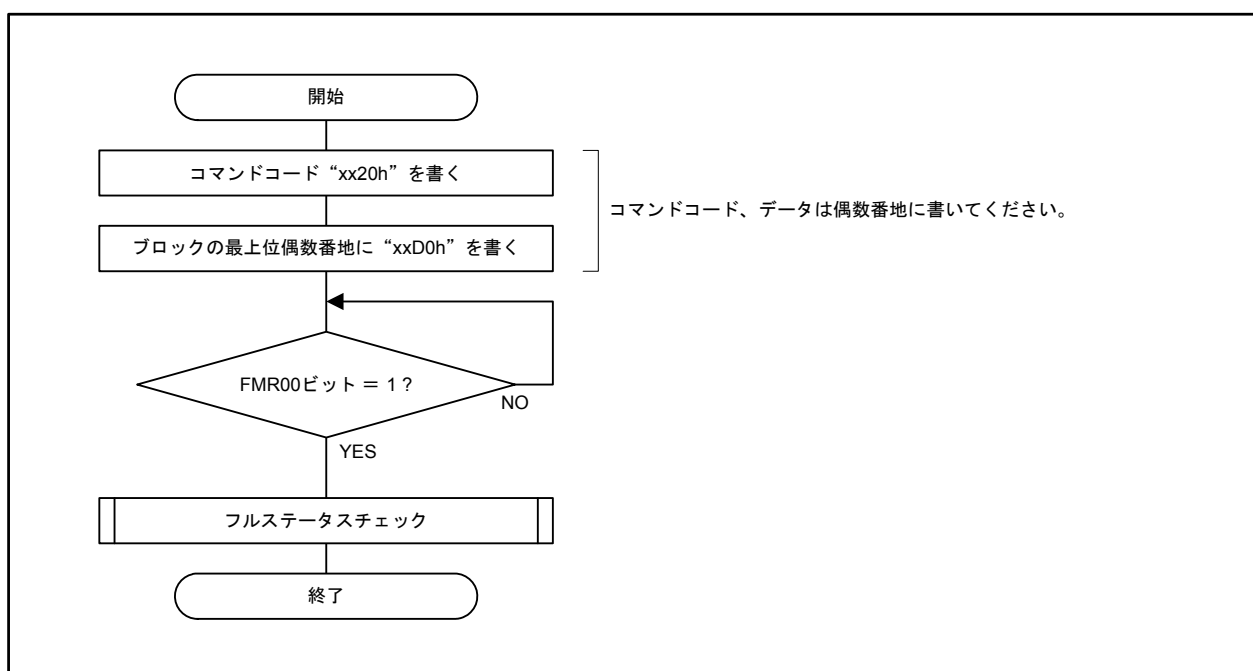 開始
コマンドコード“xx20h”を書く
ブロックの最上位偶数番地に“xxD0h”を書く
コマンドコード、データは偶数番地に書いてください。
FMR00ビット ＝ 1 ?
NO
YES
フルステータスチェック
終了